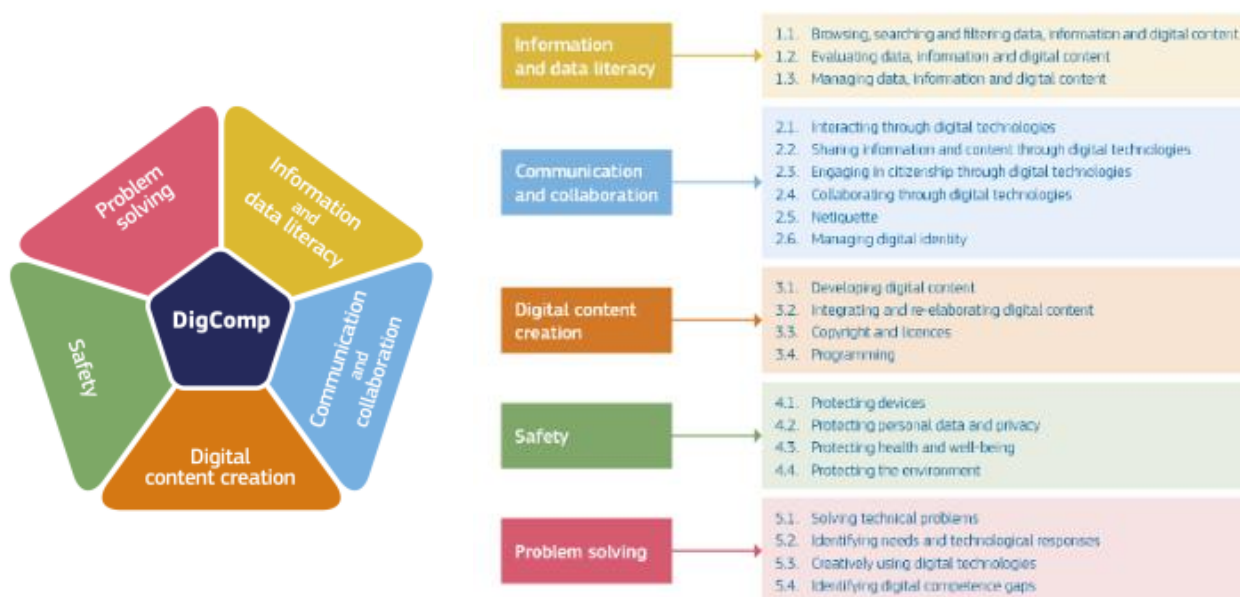 Problem
solving
Information
and
data literacy
DigComp
Safety
Communication
and
collaboration
Digital
content creation
Information
and data literacy
1.1. Browsing, searching and filtering data, information and digital content
1.2. Evaluating data, information and digital content
1.3. Managing data, information and digital content
Communication
and collaboration
2.1. Interacting through digital technologies
2.2. Sharing information and content through digital technologies
2.3. Engaging in citizenship through digital technologies
2.4. Collaborating through digital technologies
2.5. Netiquette
2.6. Managing digital identity
Digital content
creation
3.1. Developing digital content
3.2. Integrating and re-elaborating digital content
3.3. Copyright and licences
3.4. Programming
Safety
4.1. Protecting devices
4.2. Protecting personal data and privacy
4.3. Protecting health and well-being
4.4. Protecting the environment
Problem solving
5.1. Solving technical problems
5.2. Identifying needs and technological responses
5.3. Creatively using digital technologies
5.4. Identifying digital competence gaps